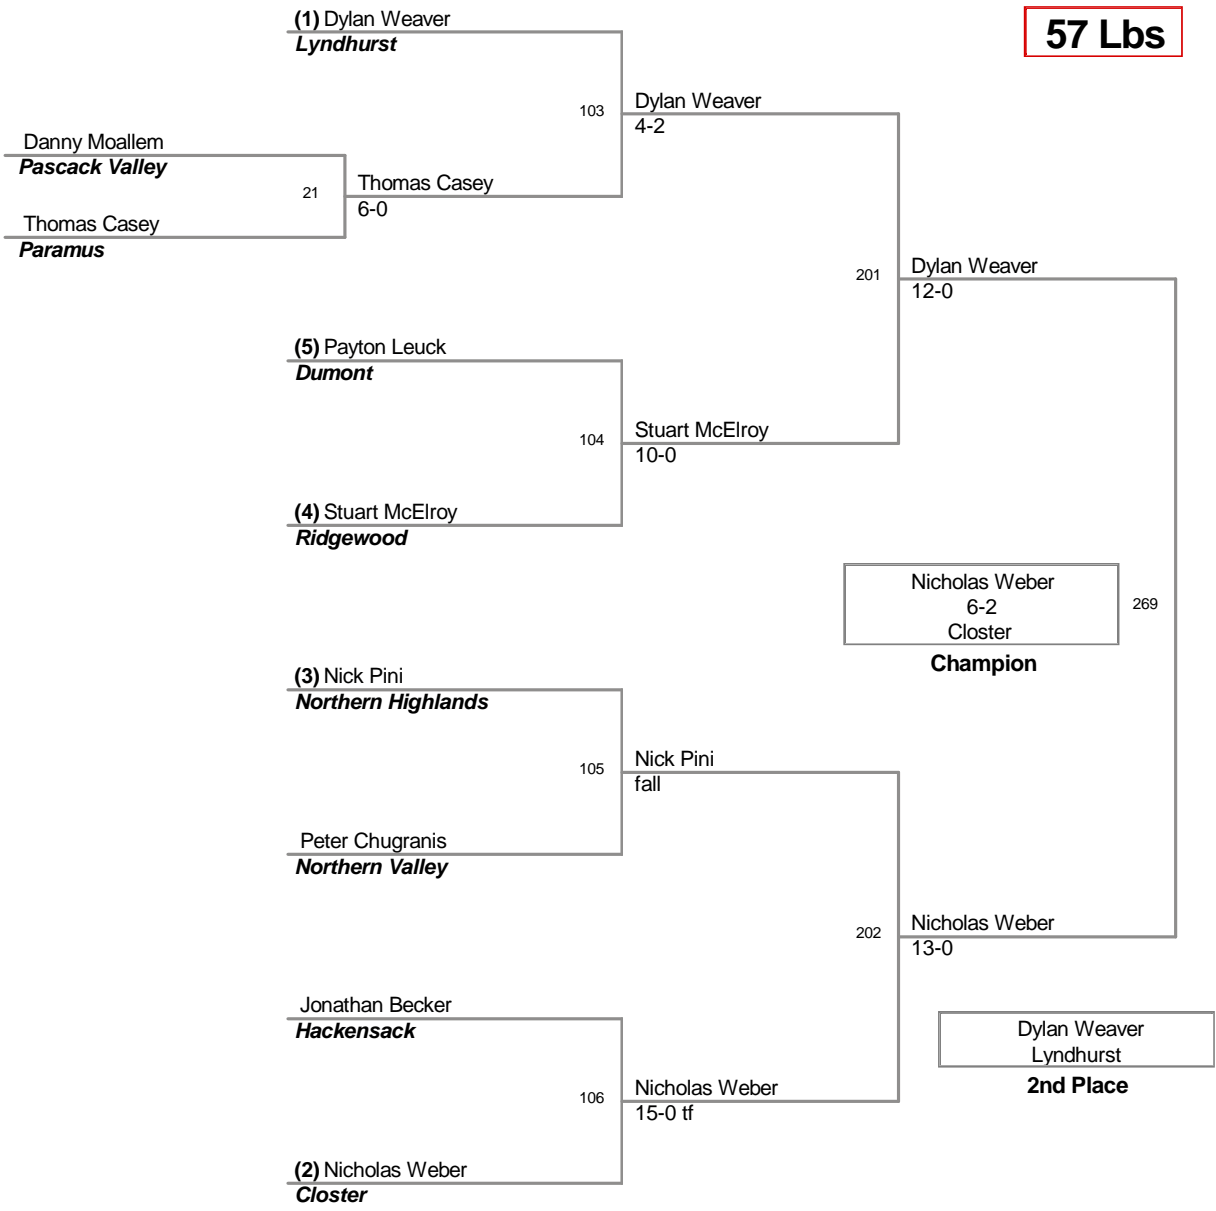 57 Lbs
(1) Dylan Weaver
Lyndhurst
103
Dylan Weaver
4-2
Danny Moallem
Pascack Valley
21
Thomas Casey
6-0
Thomas Casey
Paramus
201
Dylan Weaver
12-0
(5) Payton Leuck
Dumont
104
Stuart McElroy
10-0
(4) Stuart McElroy
Ridgewood
Nicholas Weber
6-2
Closter
269
Champion
(3) Nick Pini
Northern Highlands
105
Nick Pini
fall
Peter Chugranis
Northern Valley
202
Nicholas Weber
13-0
Jonathan Becker
Hackensack
Dylan Weaver
Lyndhurst
2nd Place
106
Nicholas Weber
15-0 tf
(2) Nicholas Weber
Closter